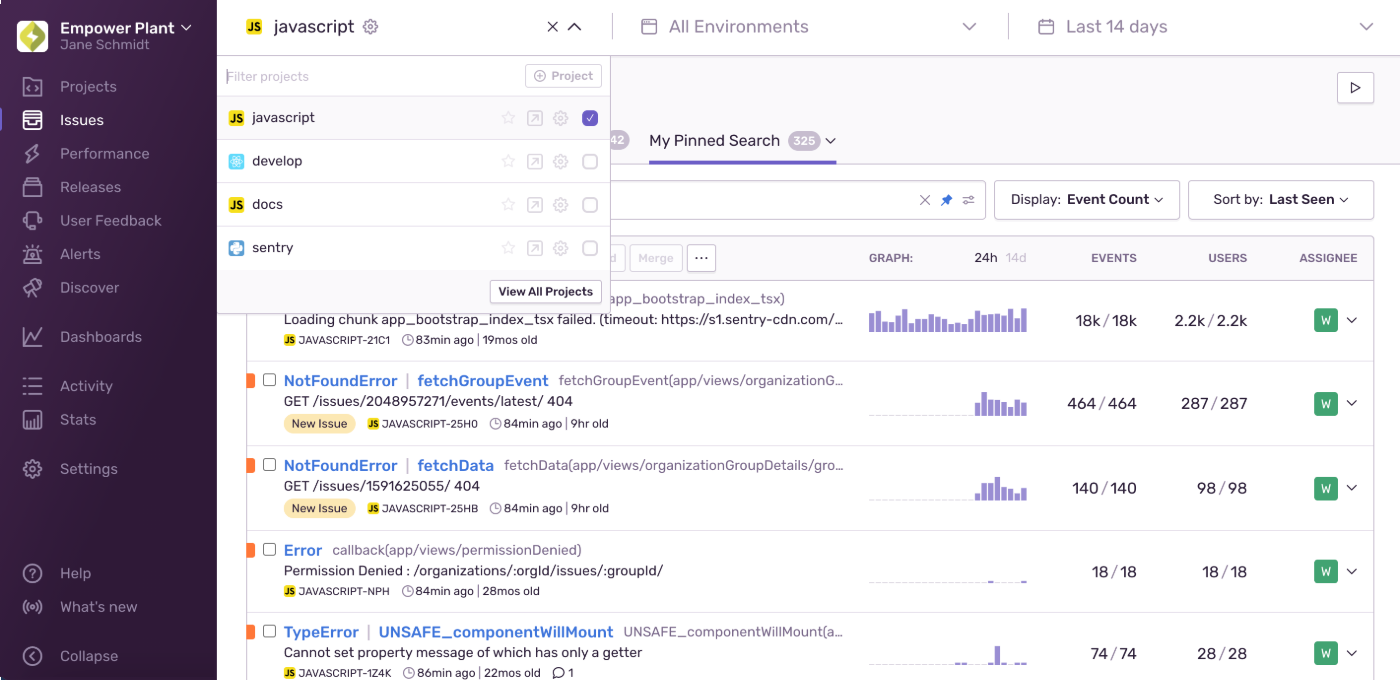 Empower Plant
Jane Schmidt
Projects
Issues
Performance
Releases
User Feedback
Alerts
Discover
Dashboards
Activity
Stats
Settings
Help
What's new
Collapse
JS javascript
All Environments
Last 14 days
Filter projects
Project
JS javascript
develop
JS docs
sentry
View All Projects
42
My Pinned Search 325
Display: Event Count
Sort by: Last Seen
d
Merge
...
GRAPH: 24h 14d
EVENTS
USERS
ASSIGNEE
app_bootstrap_index_tsx)
Loading chunk app_bootstrap_index_tsx failed. (timeout: https://s1.sentry-cdn.com/…
JS JAVASCRIPT-21C1 83min ago | 19mos old
18k / 18k
2.2k / 2.2k
W
NotFoundError | fetchGroupEvent fetchGroupEvent(app/views/organizationG…
GET /issues/2048957271/events/latest/ 404
New Issue JS JAVASCRIPT-25H0 84min ago | 9hr old
464 / 464
287 / 287
W
NotFoundError | fetchData fetchData(app/views/organizationGroupDetails/gro…
GET /issues/1591625055/ 404
New Issue JS JAVASCRIPT-25HB 84min ago | 9hr old
140 / 140
98 / 98
W
Error callback(app/views/permissionDenied)
Permission Denied : /organizations/:orgId/issues/:groupId/
JS JAVASCRIPT-NPH 84min ago | 28mos old
18 / 18
18 / 18
W
TypeError | UNSAFE_componentWillMount UNSAFE_componentWillMount(a…
Cannot set property message of which has only a getter
JS JAVASCRIPT-1Z4K 86min ago | 22mos old 1
74 / 74
28 / 28
W